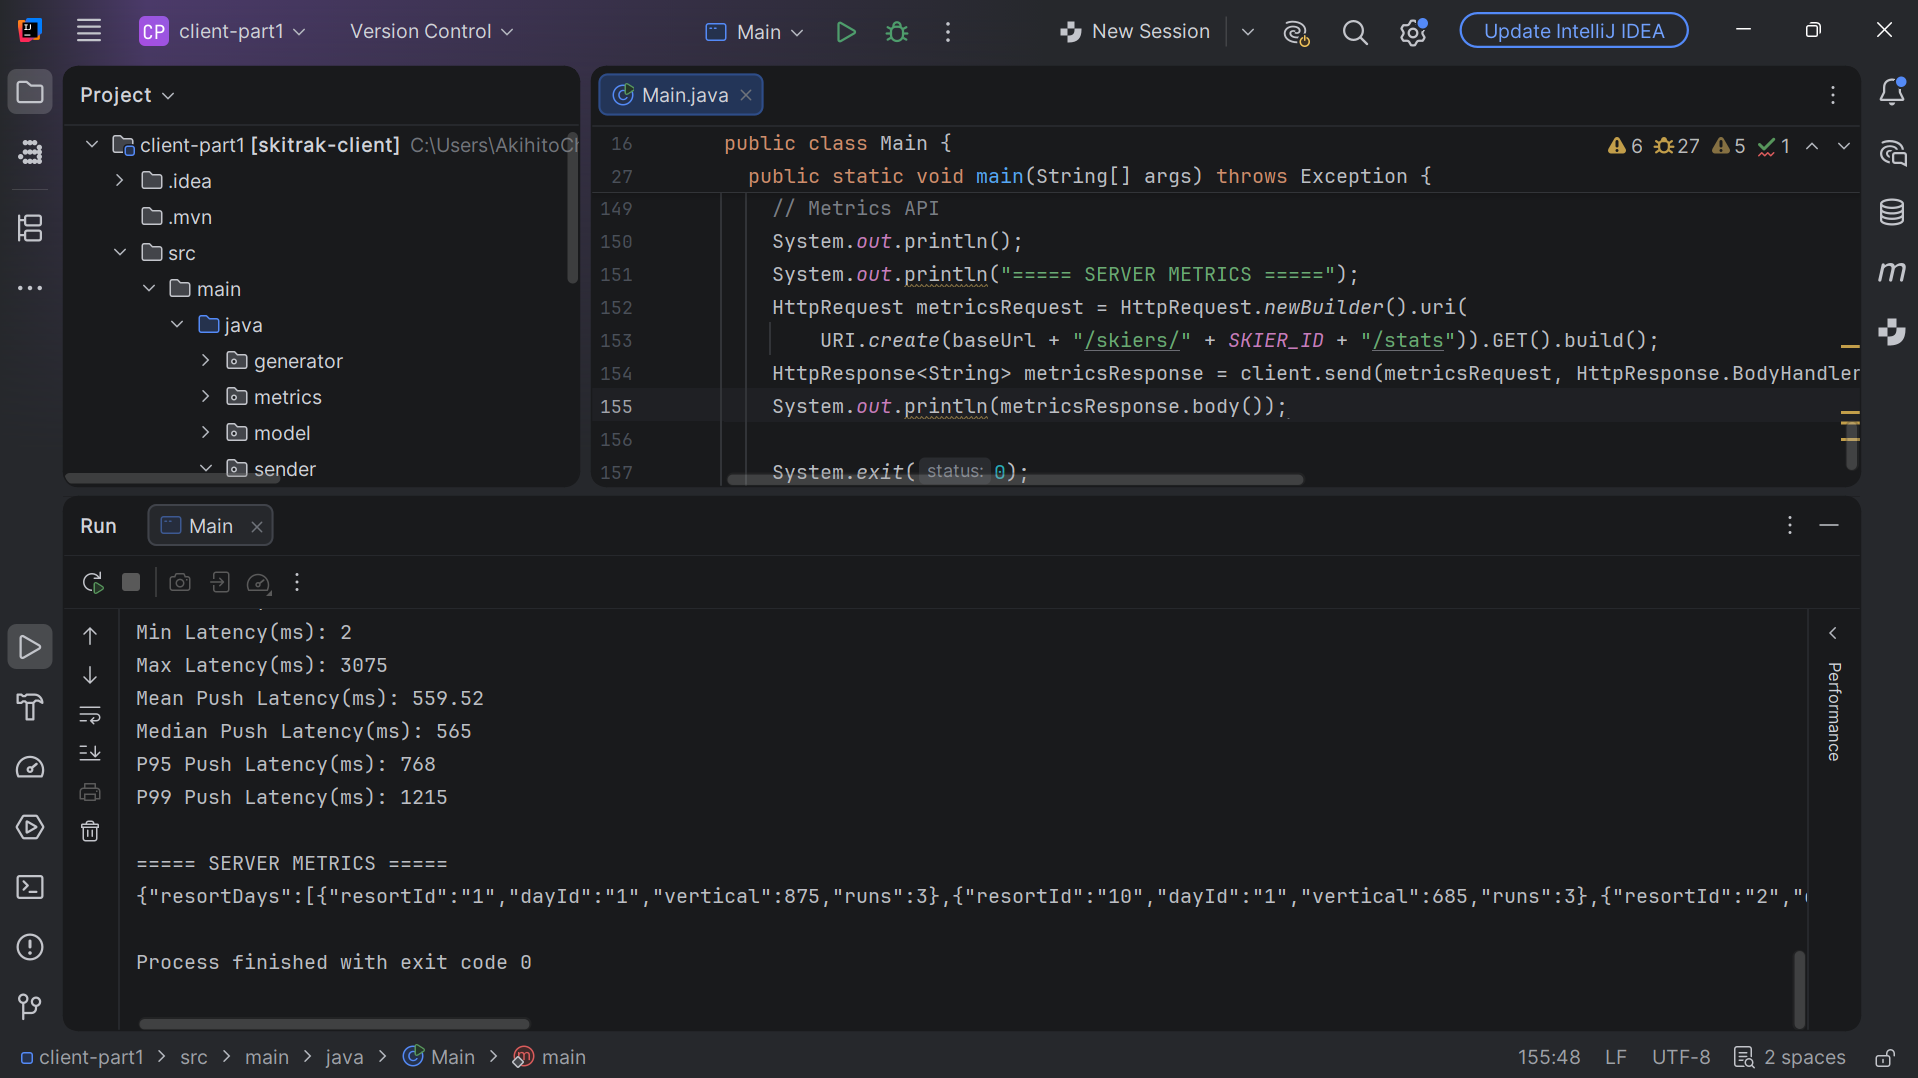 CP client-part1
Version Control
Main
New Session
Update IntelliJ IDEA
Project
client-part1 [skitrak-client] C:\Users\AkihitoCh
.idea
.mvn
src
main
java
generator
metrics
model
sender
Main.java
6 27 5 1
16 public class Main {
27 public static void main(String[] args) throws Exception {
149 // Metrics API
150 System.out.println();
151 System.out.println("===== SERVER METRICS =====");
152 HttpRequest metricsRequest = HttpRequest.newBuilder().uri(
153 URI.create(baseUrl + "/skiers/" + SKIER_ID + "/stats")).GET().build();
154 HttpResponse<String> metricsResponse = client.send(metricsRequest, HttpResponse.BodyHandler
155 System.out.println(metricsResponse.body());
156
157 System.exit( status: 0);
Run
Main
Min Latency(ms): 2
Max Latency(ms): 3075
Mean Push Latency(ms): 559.52
Median Push Latency(ms): 565
P95 Push Latency(ms): 768
P99 Push Latency(ms): 1215
===== SERVER METRICS =====
{"resortDays":[{"resortId":"1","dayId":"1","vertical":875,"runs":3},{"resortId":"10","dayId":"1","vertical":685,"runs":3},{"resortId":"2","
Process finished with exit code 0
Performance
client-part1 > src > main > java > Main > main
155:48 LF UTF-8 2 spaces